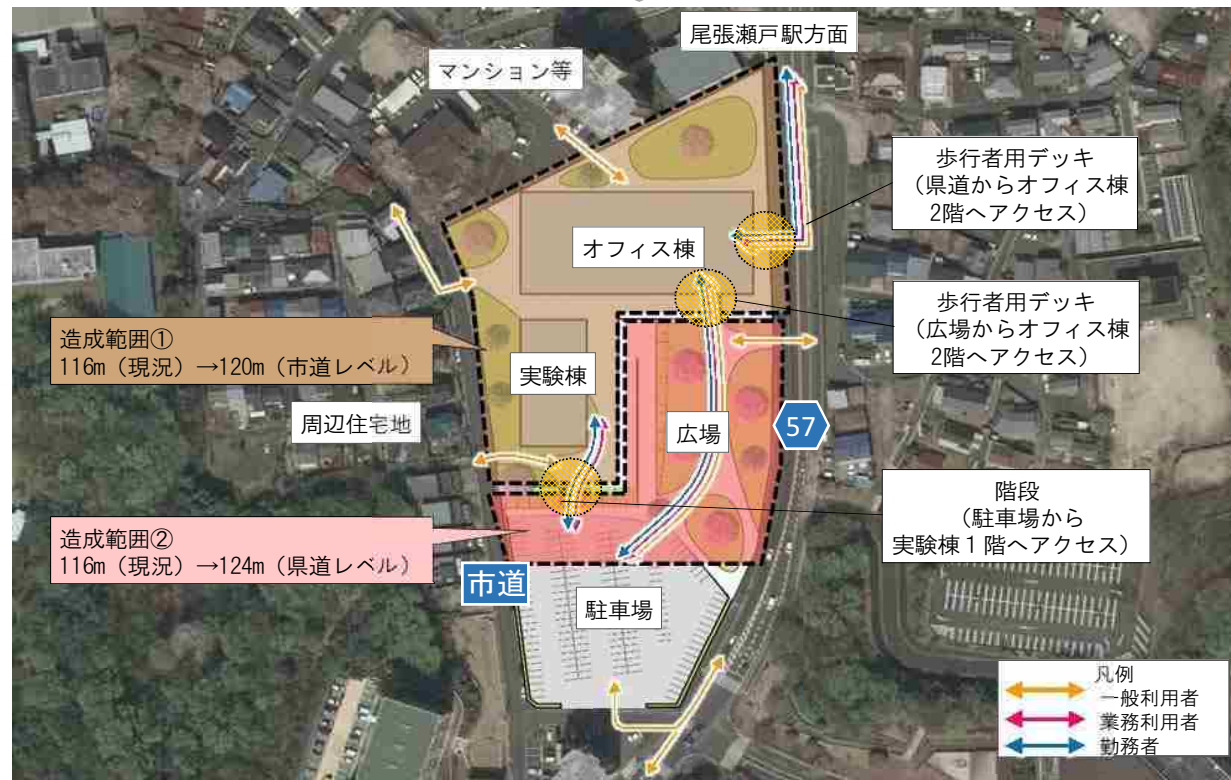 尾張瀬戸駅方面
マンション等
歩行者用デッキ
(県道からオフィス棟
2階へアクセス)
オフィス棟
歩行者用デッキ
(広場からオフィス棟
2階へアクセス)
造成範囲①
116m(現況)→120m(市道レベル)
実験棟
周辺住宅地
広場
57
階段
(駐車場から
実験棟1階へアクセス)
造成範囲②
116m(現況)→124m(県道レベル)
市道
駐車場
凡例
一般利用者
業務利用者
勤務者